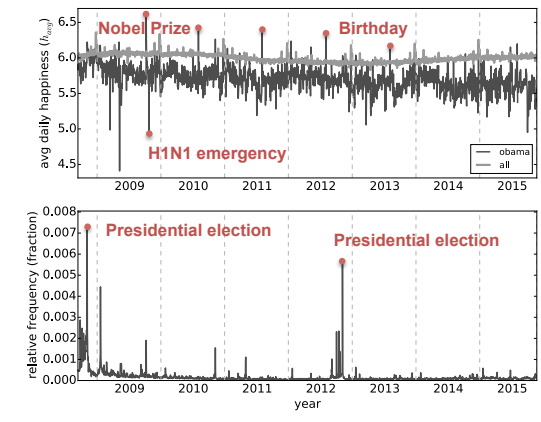 avg daily happiness (h_avg)
6.5
6.0
5.5
5.0
4.5
Nobel Prize
Birthday
H1N1 emergency
obama
all
2009 2010 2011 2012 2013 2014 2015
relative frequency (fraction)
0.008
0.007
0.006
0.005
0.004
0.003
0.002
0.001
0.000
Presidential election
Presidential election
2009 2010 2011 2012 2013 2014 2015
year